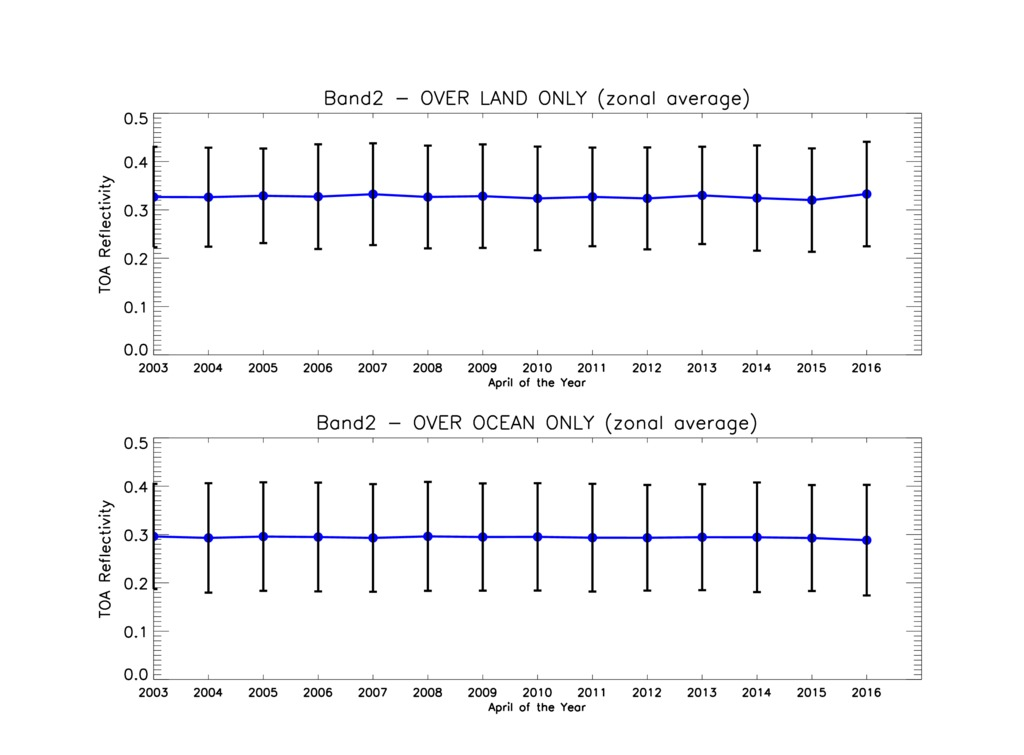 Band2 - OVER LAND ONLY (zonal average)
0.5
0.4
0.3
0.2
0.1
0.0
TOA Reflectivity
2003 2004 2005 2006 2007 2008 2009 2010 2011 2012 2013 2014 2015 2016
April of the Year
Band2 - OVER OCEAN ONLY (zonal average)
0.5
0.4
0.3
0.2
0.1
0.0
TOA Reflectivity
2003 2004 2005 2006 2007 2008 2009 2010 2011 2012 2013 2014 2015 2016
April of the Year